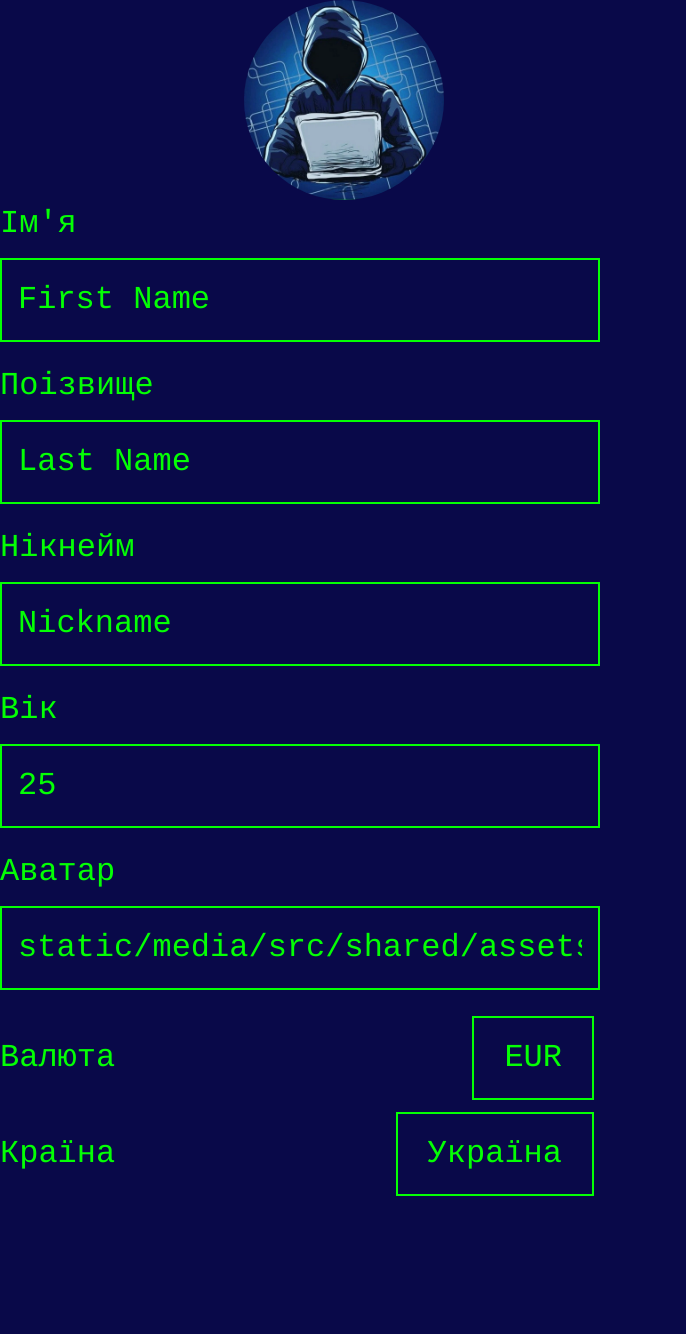 Ім'я
First Name
Поізвище
Last Name
Нікнейм
Nickname
Вік
25
Аватар
static/media/src/shared/assets
Валюта
EUR
Країна
Україна